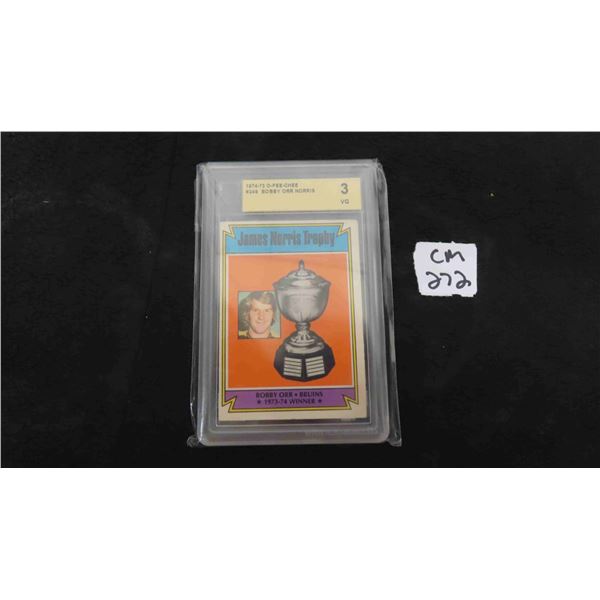 1974-75 O-PEE-CHEE
BOBBY ORR NORRIS
3
VG
James Norris Trophy
BOBBY ORR • BRUINS
★ 1973-74 WINNER ★
CM
272